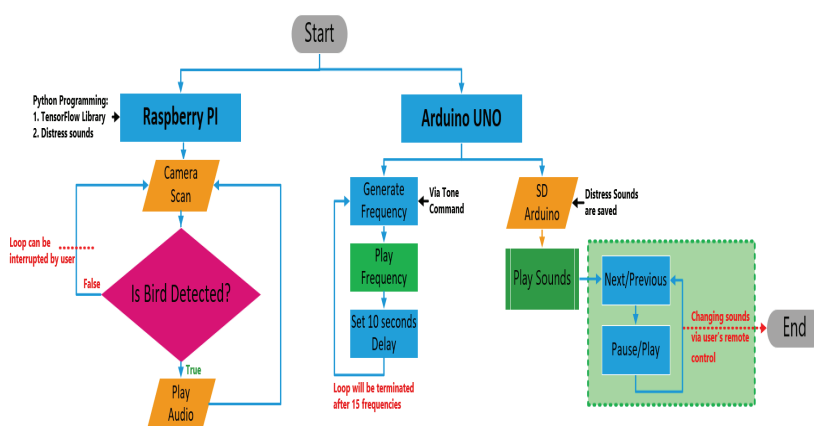 Start
Python Programming:
1. TensorFlow Library
2. Distress sounds
Raspberry PI
Camera
Scan
Loop can be
interrupted by user
False
Is Bird Detected?
True
Play
Audio
Arduino UNO
Generate
Frequency
Via Tone
Command
Play
Frequency
Set 10 seconds
Delay
Loop will be terminated
after 15 frequencies
SD
Arduino
Distress Sounds
are saved
Play Sounds
Next/Previous
Pause/Play
Changing sounds
via user's remote
control
End